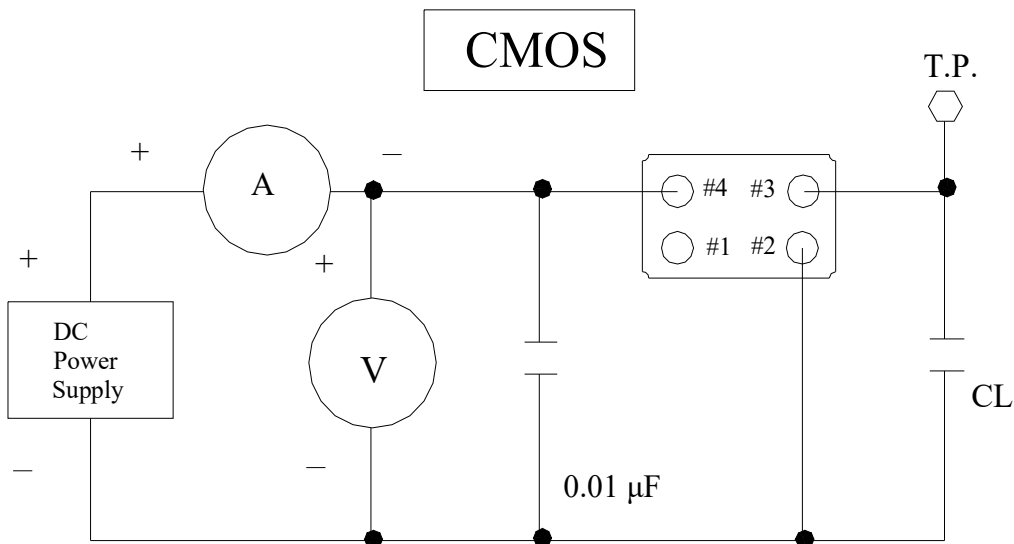 CMOS
T.P.
+
−
A
#4 #3
#1 #2
+
+
DC
Power
Supply
V
CL
−
−
0.01 µF